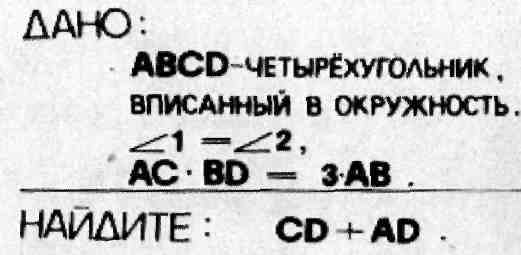 ДАНО:
ABCD-ЧЕТЫРЁХУГОЛЬНИК,
ВПИСАННЫЙ В ОКРУЖНОСТЬ.
∠1 = ∠2,
AC · BD = 3·AB.
НАЙДИТЕ: CD + AD.